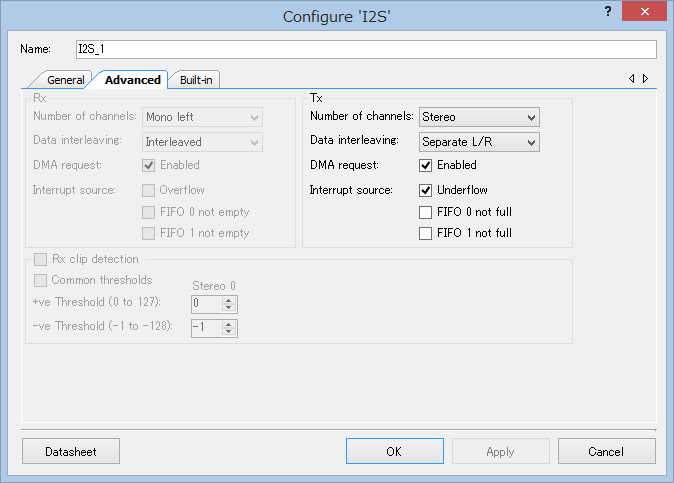 Configure 'I2S'
?
Name: I2S_1
General Advanced Built-in
Rx
Number of channels: Mono left
Data interleaving: Interleaved
DMA request: Enabled
Interrupt source: Overflow
FIFO 0 not empty
FIFO 1 not empty
Tx
Number of channels: Stereo
Data interleaving: Separate L/R
DMA request: Enabled
Interrupt source: Underflow
FIFO 0 not full
FIFO 1 not full
Rx clip detection
Common thresholds
Stereo 0
+ve Threshold (0 to 127): 0
-ve Threshold (-1 to -128): -1
Datasheet OK Apply Cancel